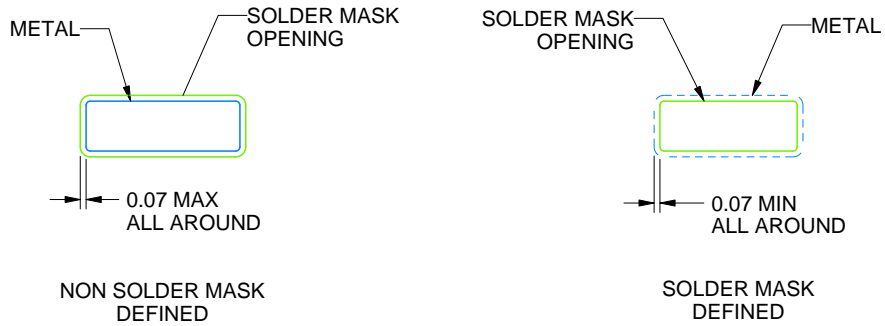 METAL
SOLDER MASK
OPENING
0.07 MAX
ALL AROUND
NON SOLDER MASK
DEFINED
SOLDER MASK
OPENING
METAL
0.07 MIN
ALL AROUND
SOLDER MASK
DEFINED